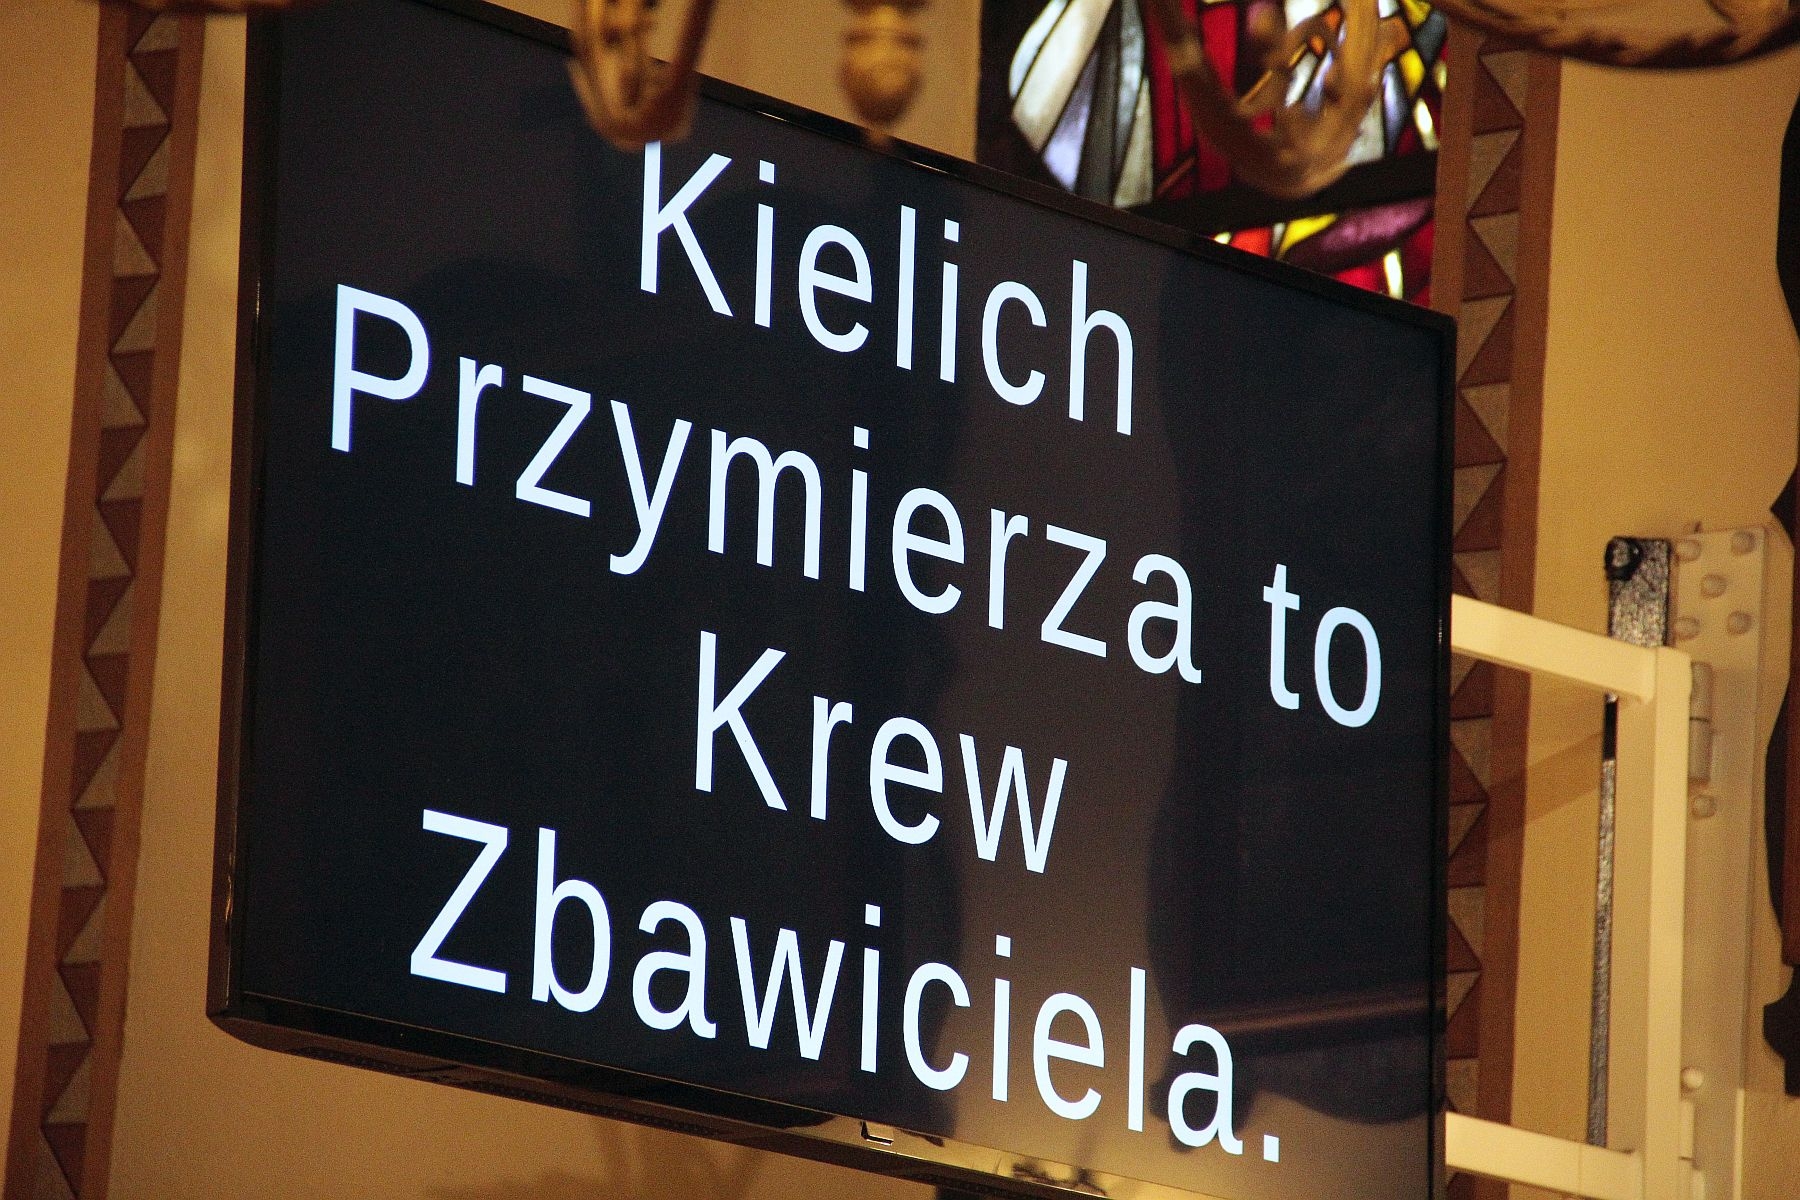 Kielich
Przymierza to
Krew
Zbawiciela.